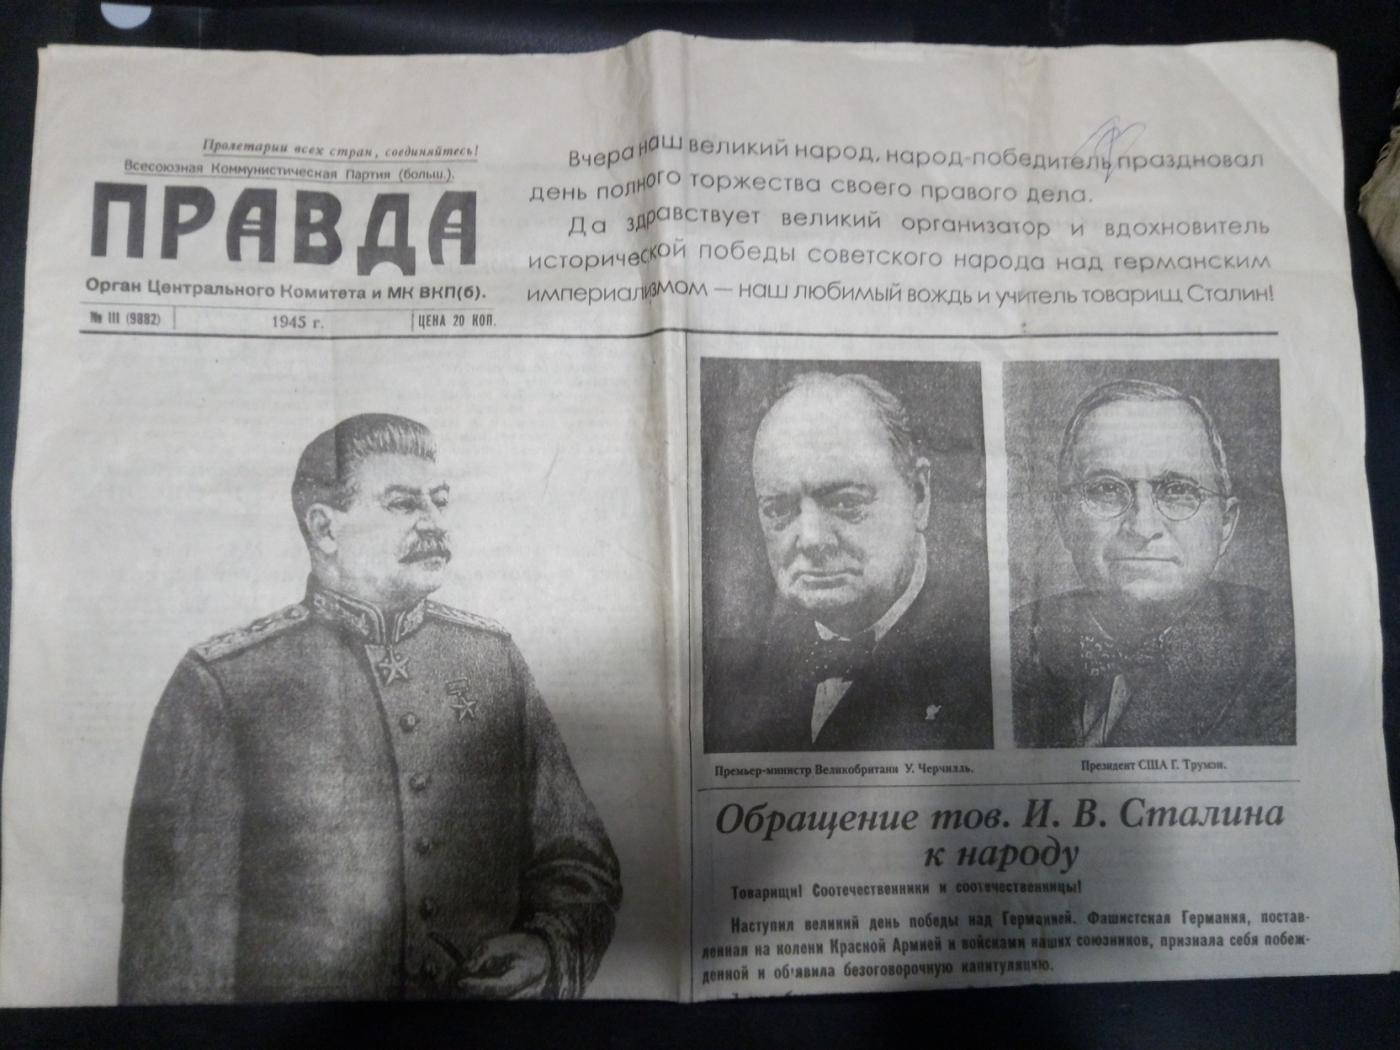 Пролетарии всех стран, соединяйтесь!
Всесоюзная Коммунистическая Партия (больш.).
ПРАВДА
Орган Центрального Комитета и МК ВКП(б).
№ III (9882)
1945 г.
ЦЕНА 20 КОП.
Вчера наш великий народ, народ-победитель праздновал
день полного торжества своего правого дела.
Да здравствует великий организатор и вдохновитель
исторической победы советского народа над германским
империализмом — наш любимый вождь и учитель товарищ Сталин!
Премьер-министр Великобритании У. Черчилль.
Президент США Г. Трумэн.
Обращение тов. И. В. Сталина
к народу
Товарищи! Соотечественники и соотечественницы!
Наступил великий день победы над Германией. Фашистская Германия, постав-
ленная на колени Красной Армией и войсками наших союзников, признала себя побеж-
денной и об'явила безоговорочную капитуляцию.